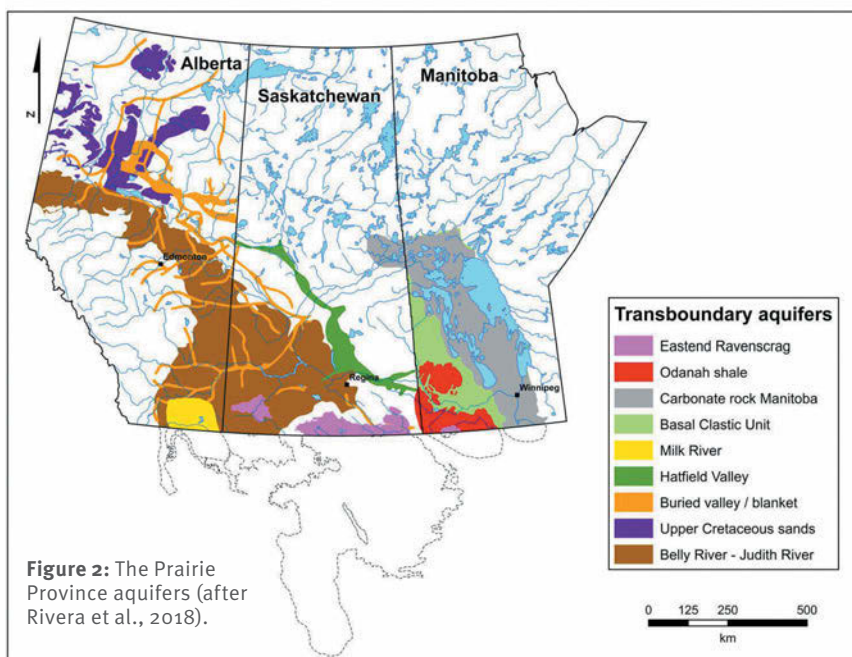 Alberta
Manitoba
Saskatchewan
N
Edmonton
Regina
Winnipeg
Transboundary aquifers
Eastend Ravenscrag
Odanah shale
Carbonate rock Manitoba
Basal Clastic Unit
Milk River
Hatfield Valley
Buried valley / blanket
Upper Cretaceous sands
Belly River - Judith River
Figure 2: The Prairie
Province aquifers (after
Rivera et al., 2018).
0 125 250 500
km